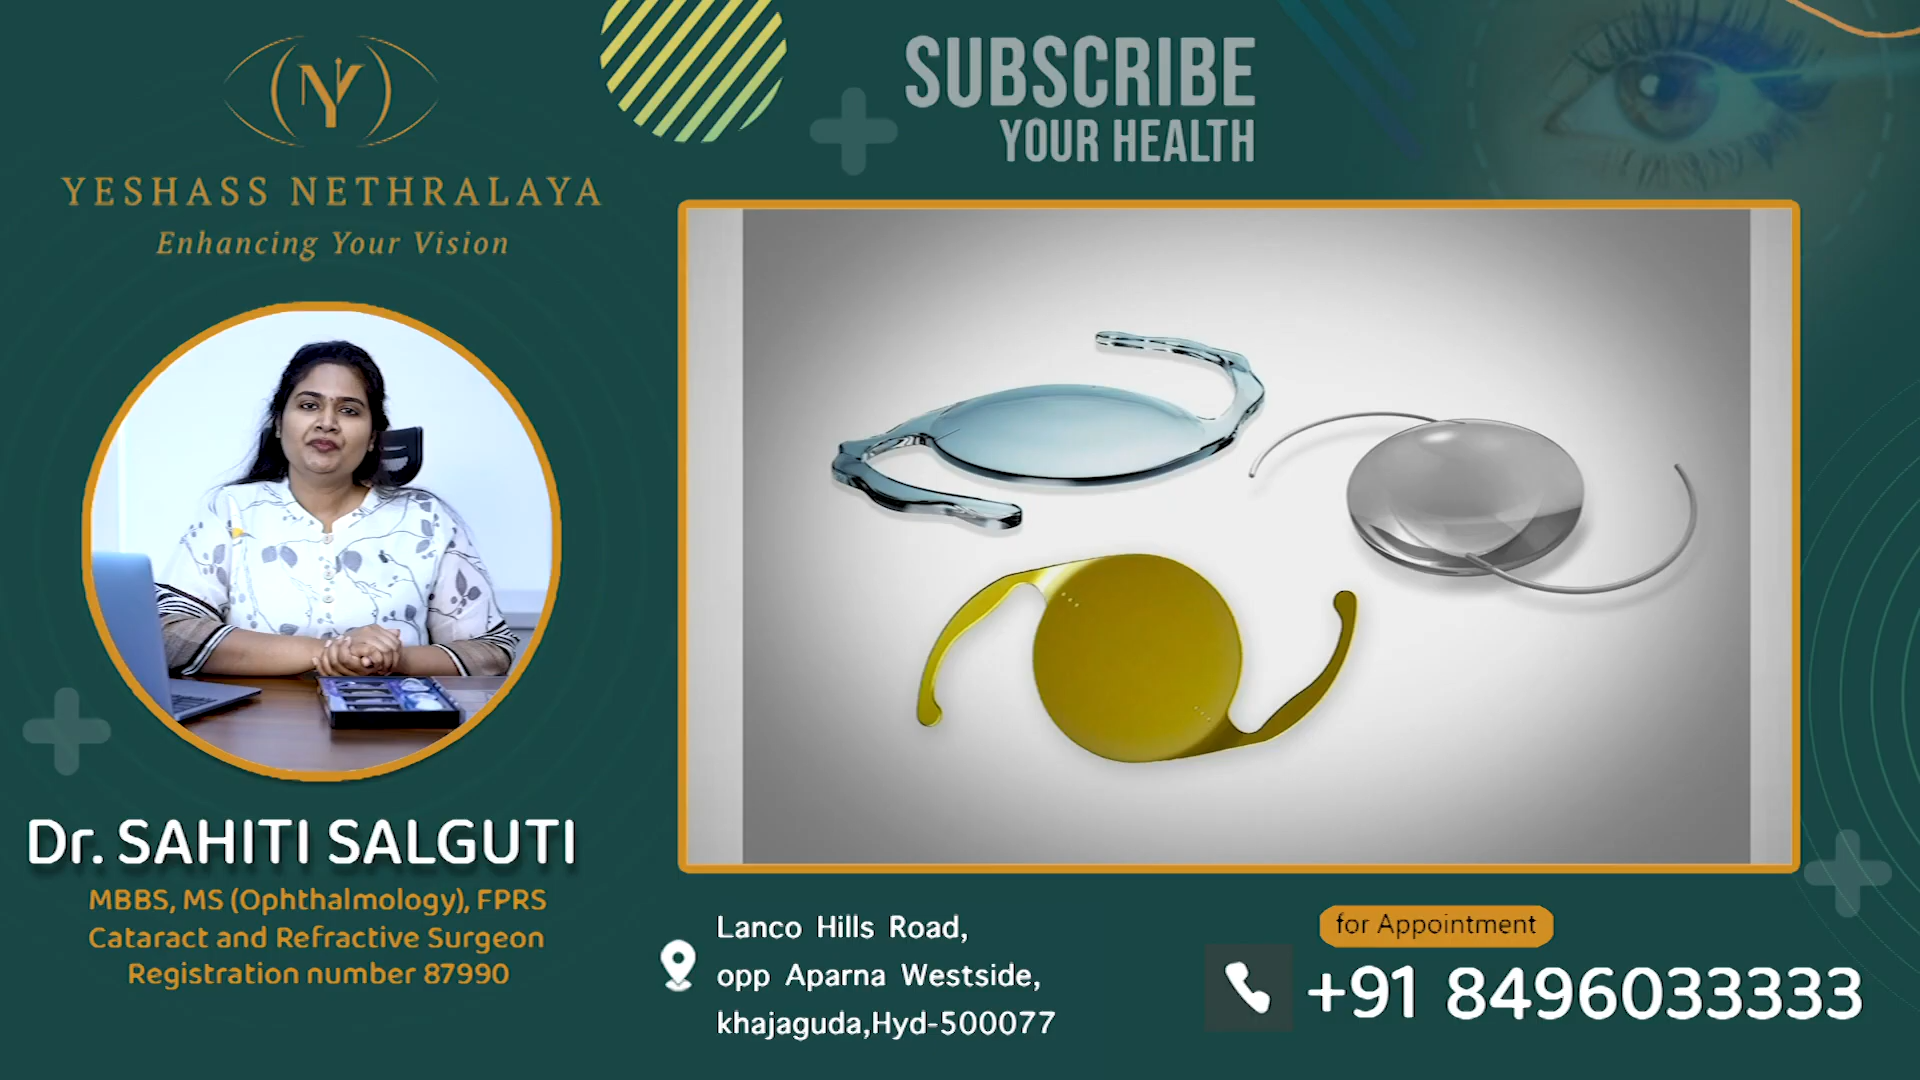 YESHASS NETHRALAYA
Enhancing Your Vision
SUBSCRIBE
YOUR HEALTH
Dr. SAHITI SALGUTI
MBBS, MS (Ophthalmology), FPRS
Cataract and Refractive Surgeon
Registration number 87990
Lanco Hills Road,
opp Aparna Westside,
khajaguda,Hyd-500077
for Appointment
+91 8496033333